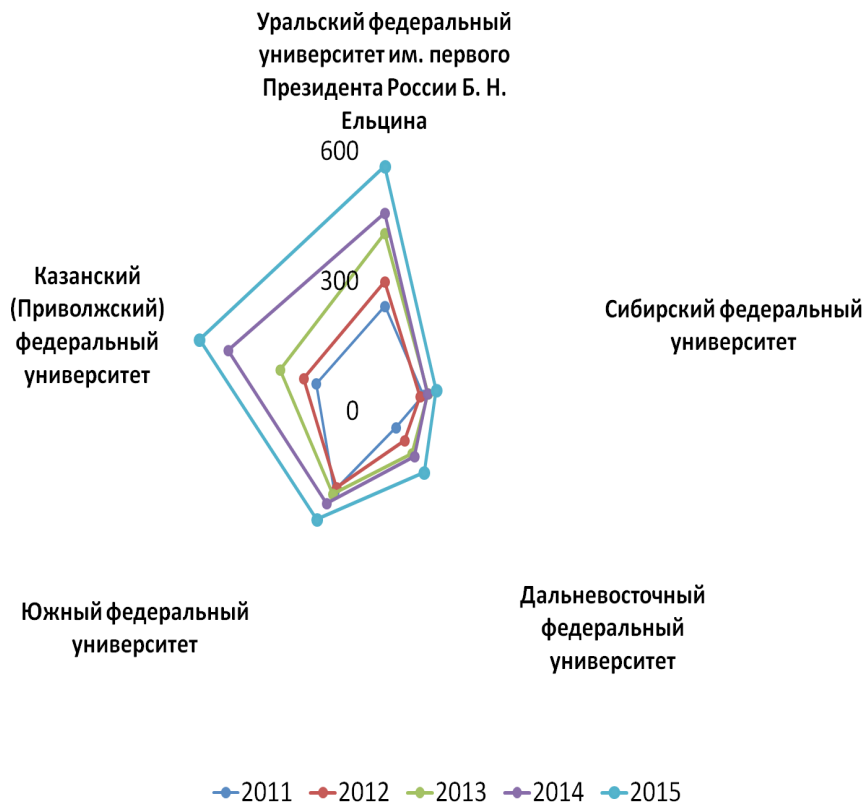 Уральский федеральный
университет им. первого
Президента России Б. Н.
Ельцина
600
Казанский
(Приволжский)
федеральный
университет
300
Сибирский федеральный
университет
0
Южный федеральный
университет
Дальневосточный
федеральный
университет
2011 2012 2013 2014 2015